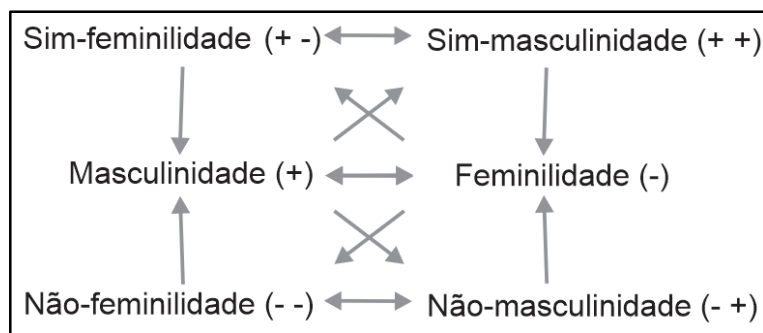 Sim-feminilidade (+ -) Sim-masculinidade (+ +)
Masculinidade (+) Feminilidade (-)
Não-feminilidade (- -) Não-masculinidade (- +)